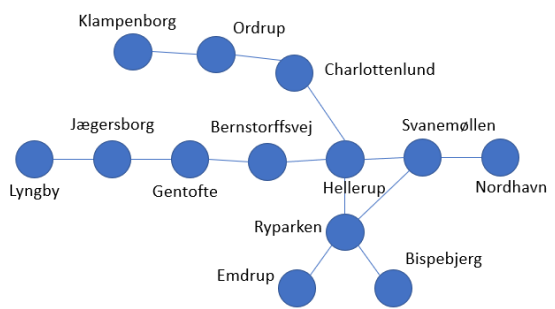 Klampenborg
Ordrup
Charlottenlund
Jægersborg
Bernstorffsvej
Svanemøllen
Lyngby
Gentofte
Hellerup
Nordhavn
Ryparken
Emdrup
Bispebjerg